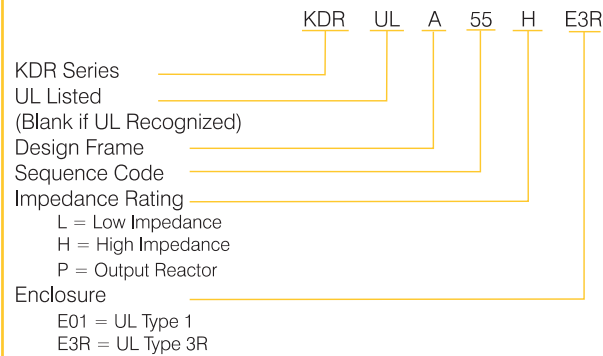 KDR UL A 55 H E3R
KDR Series
UL Listed
(Blank if UL Recognized)
Design Frame
Sequence Code
Impedance Rating
L = Low Impedance
H = High Impedance
P = Output Reactor
Enclosure
E01 = UL Type 1
E3R = UL Type 3R